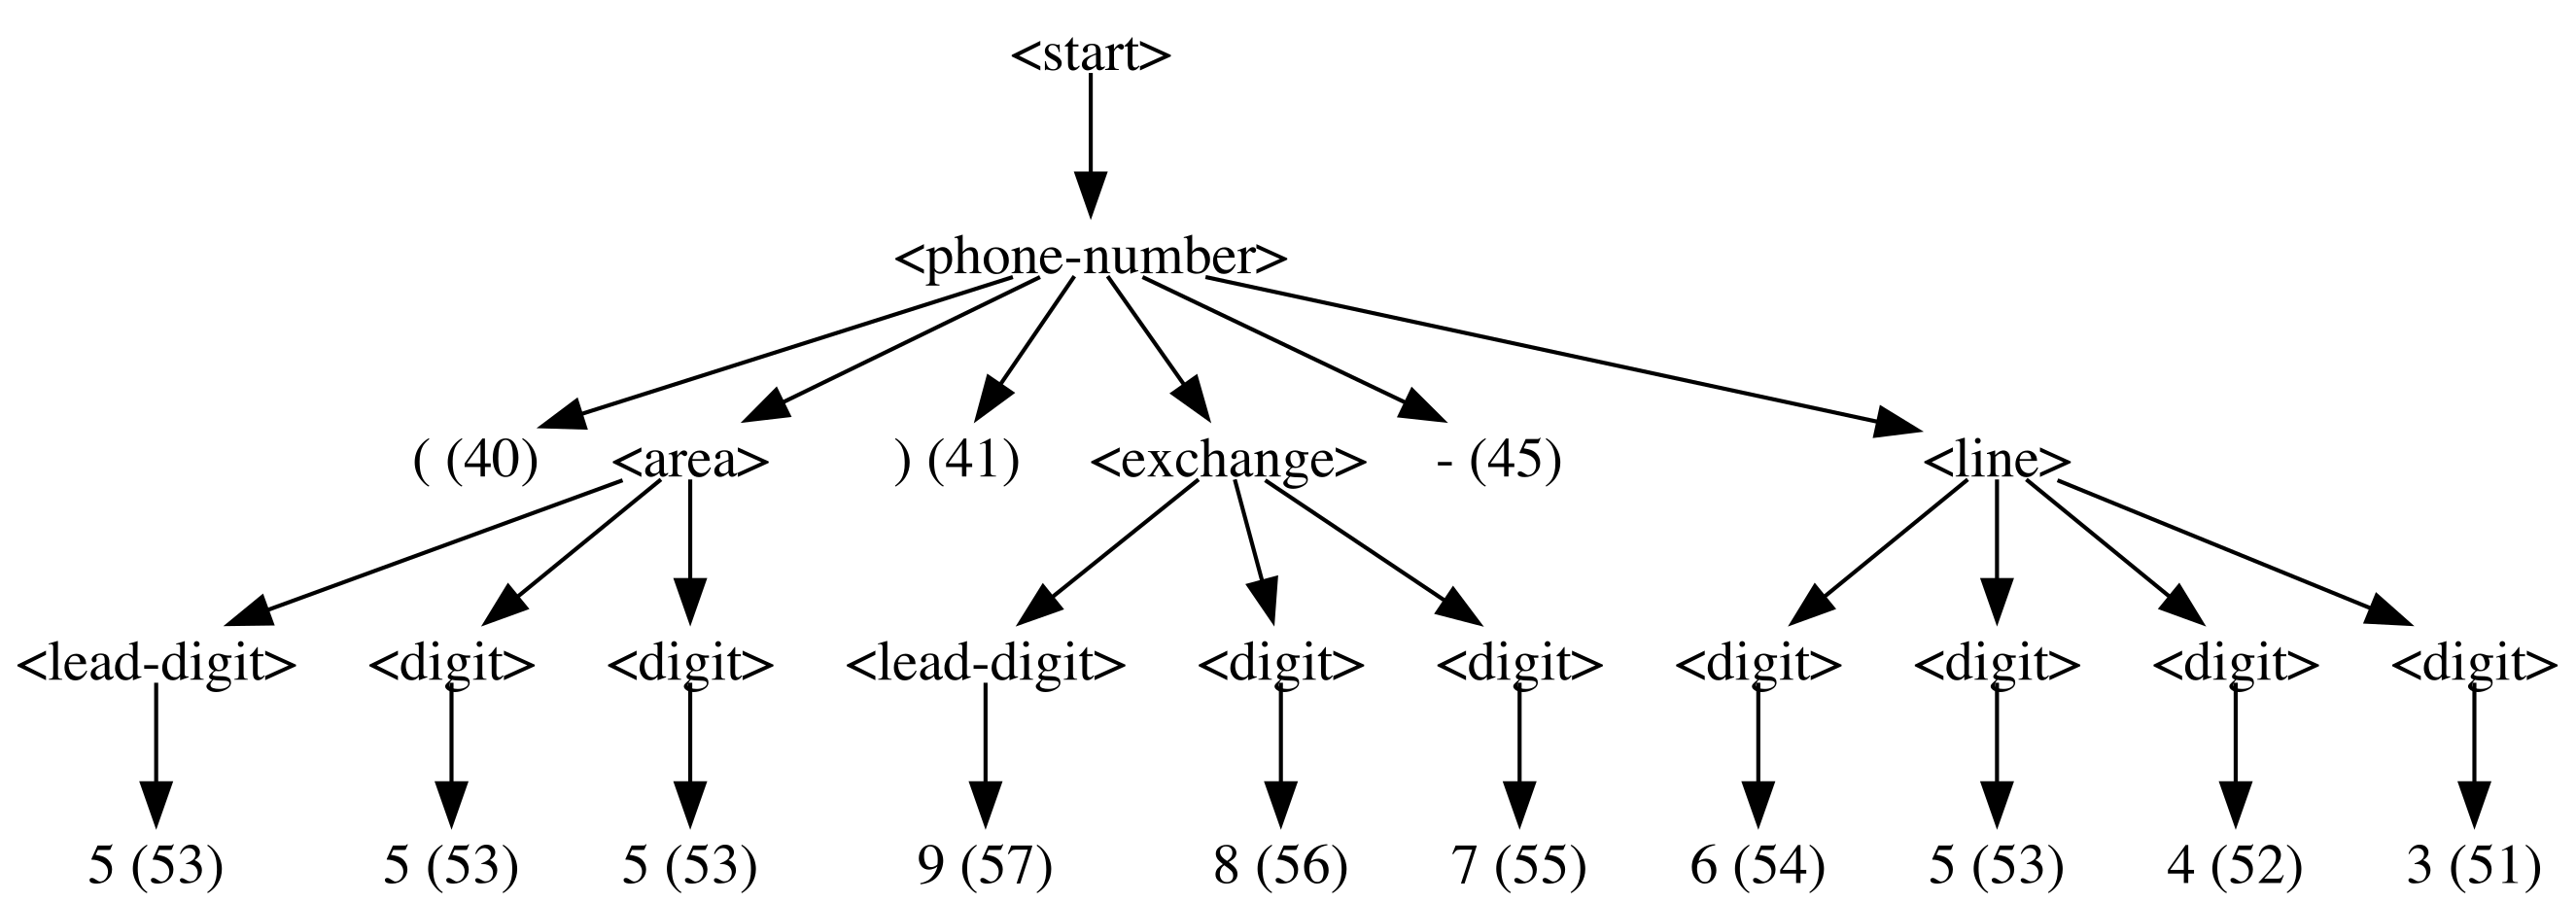 <start>
<phone-number>
( (40) <area> ) (41) <exchange> - (45) <line>
<lead-digit> <digit> <digit> <lead-digit> <digit> <digit> <digit> <digit> <digit> <digit>
5 (53) 5 (53) 5 (53) 9 (57) 8 (56) 7 (55) 6 (54) 5 (53) 4 (52) 3 (51)